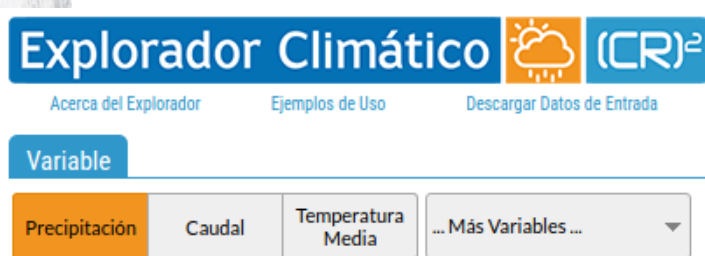 Explorador Climático (CR)²
Acerca del Explorador Ejemplos de Uso Descargar Datos de Entrada
Variable
Precipitación Caudal Temperatura Media ... Más Variables ...